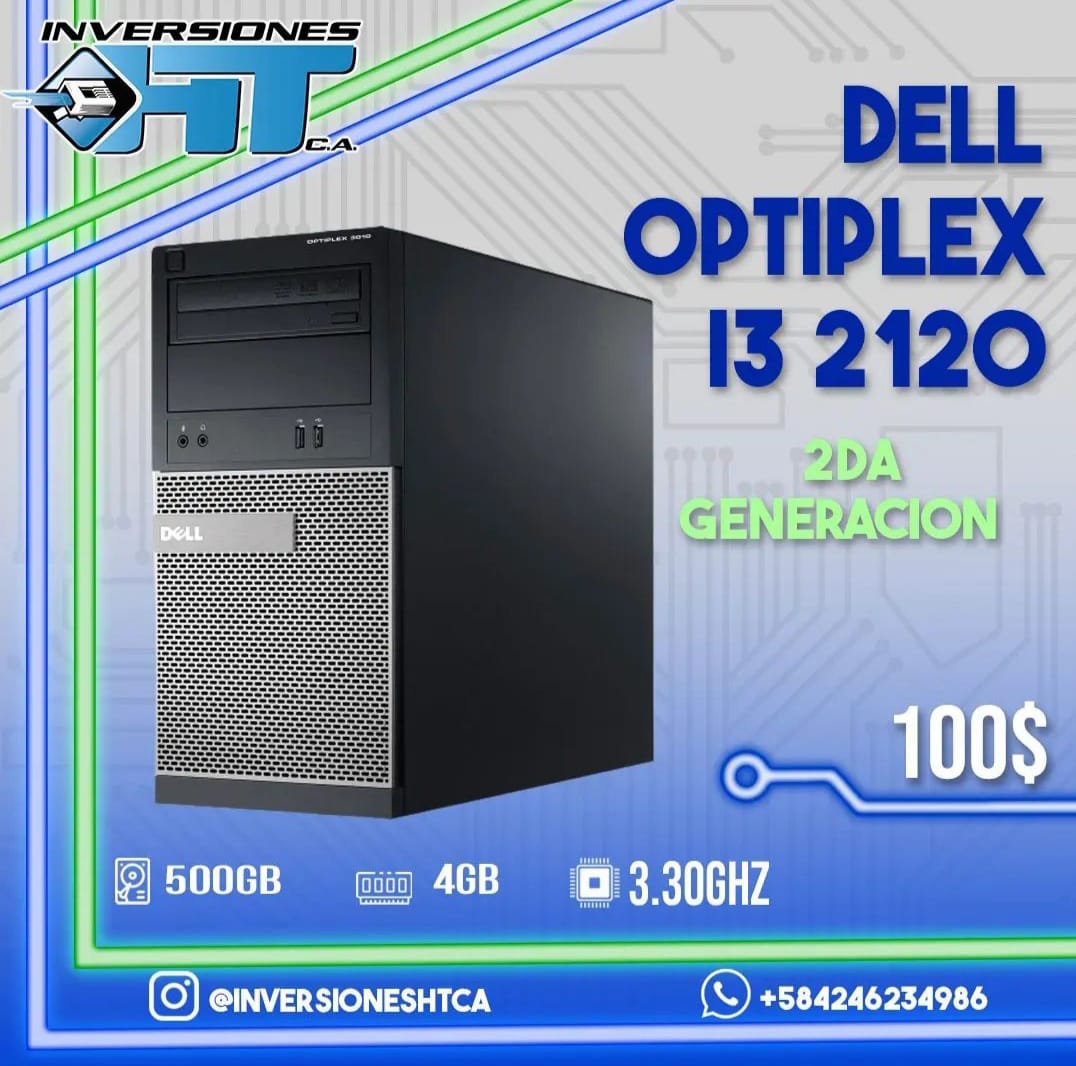 INVERSIONES
HT
C.A.
DELL
OPTIPLEX
I3 2120
2DA
GENERACION
OPTIPLEX 3010
DELL
100$
500GB
4GB
3.30GHZ
@INVERSIONESHTCA
+584246234986